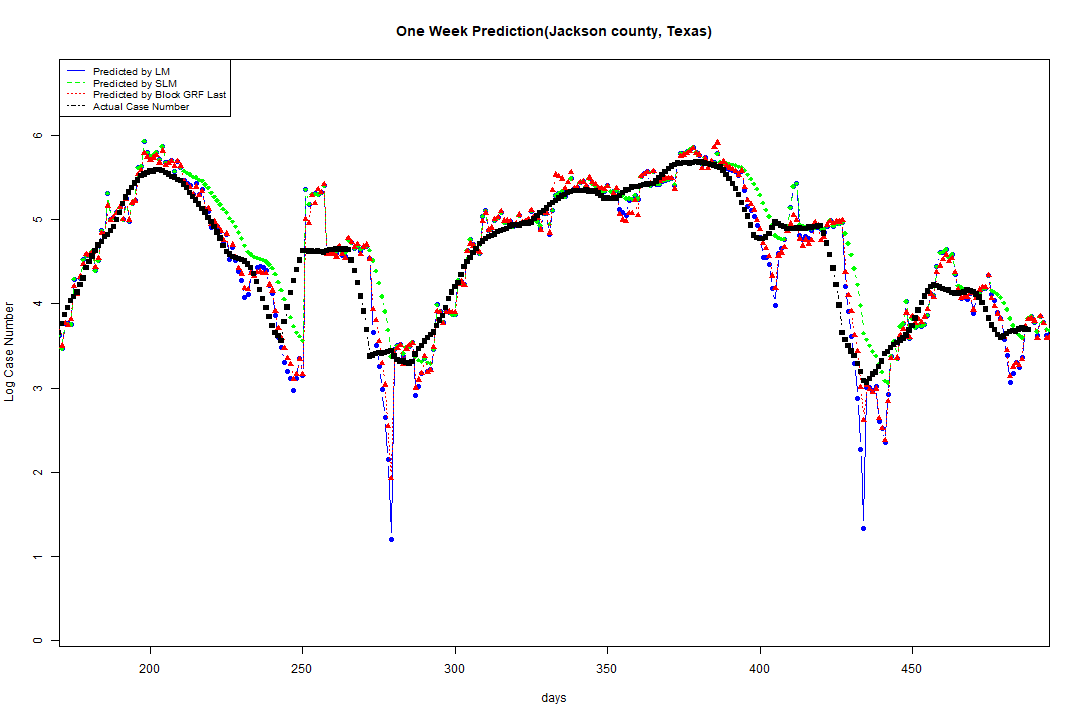 One Week Prediction(Jackson county, Texas)
Predicted by LM
Predicted by SLM
Predicted by Block GRF Last
Actual Case Number
Log Case Number
6
5
4
3
2
1
0
200 250 300 350 400 450
days